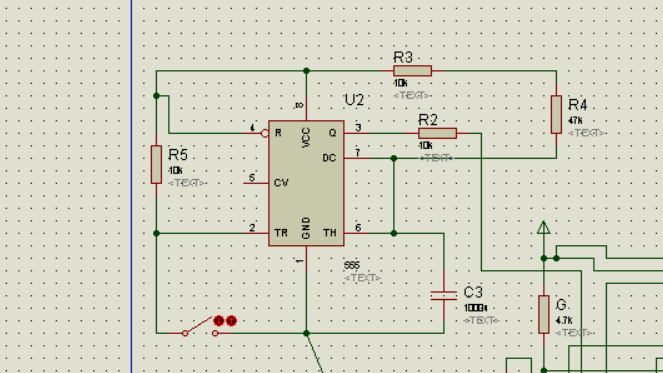 R3
10k
<TEXT>
8
U2
R4
47k
<TEXT>
4
R
VCC
Q
3
R2
10k
<TEXT>
DC
7
R5
10k
<TEXT>
5
CV
2
TR
GND
TH
6
1
555
<TEXT>
C3
<TEXT>
G
4.7k
<TEXT>